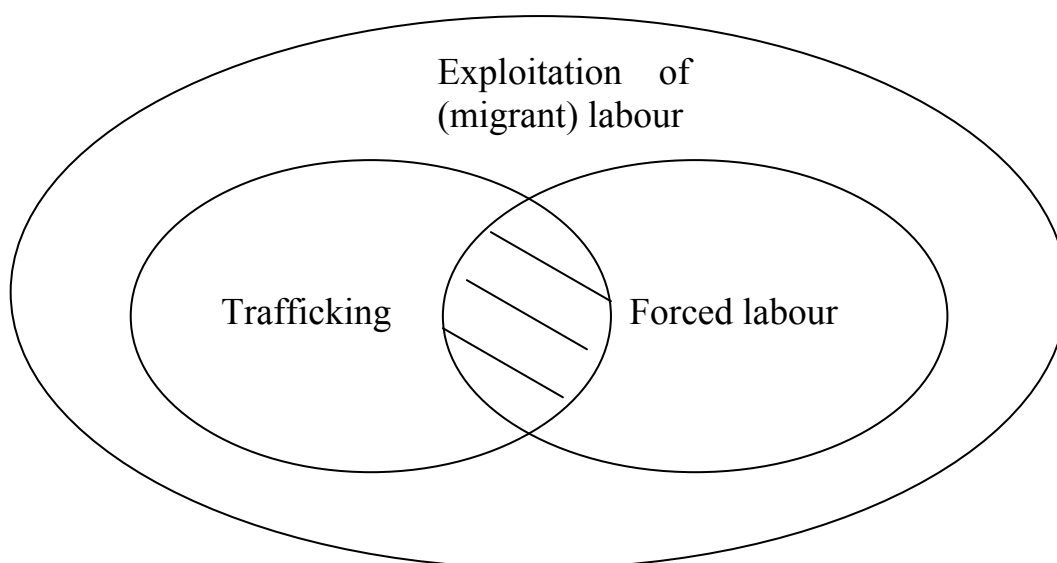 Exploitation of
(migrant) labour
Trafficking
Forced labour